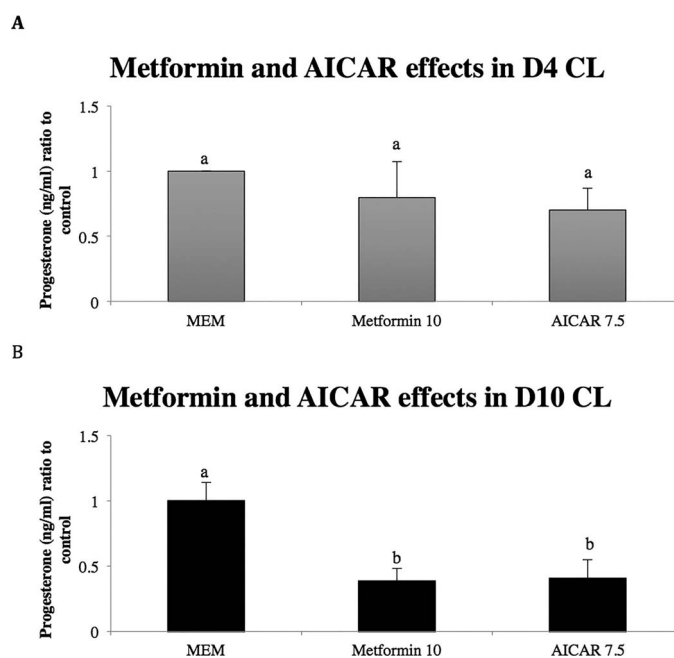 A
Metformin and AICAR effects in D4 CL
Progesterone (ng/ml) ratio to
control
1.5
1
0.5
0
a
a
a
MEM
Metformin 10
AICAR 7.5
B
Metformin and AICAR effects in D10 CL
Progesterone (ng/ml) ratio to
control
1.5
1
0.5
0
a
b
b
MEM
Metformin 10
AICAR 7.5